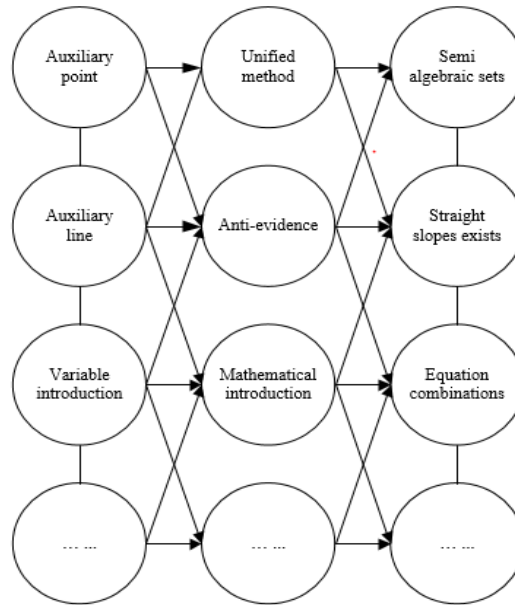 Auxiliary
point
Unified
method
Semi
algebraic sets
Auxiliary
line
Anti-evidence
Straight
slopes exists
Variable
introduction
Mathematical
introduction
Equation
combinations
... ...
... ...
... ...